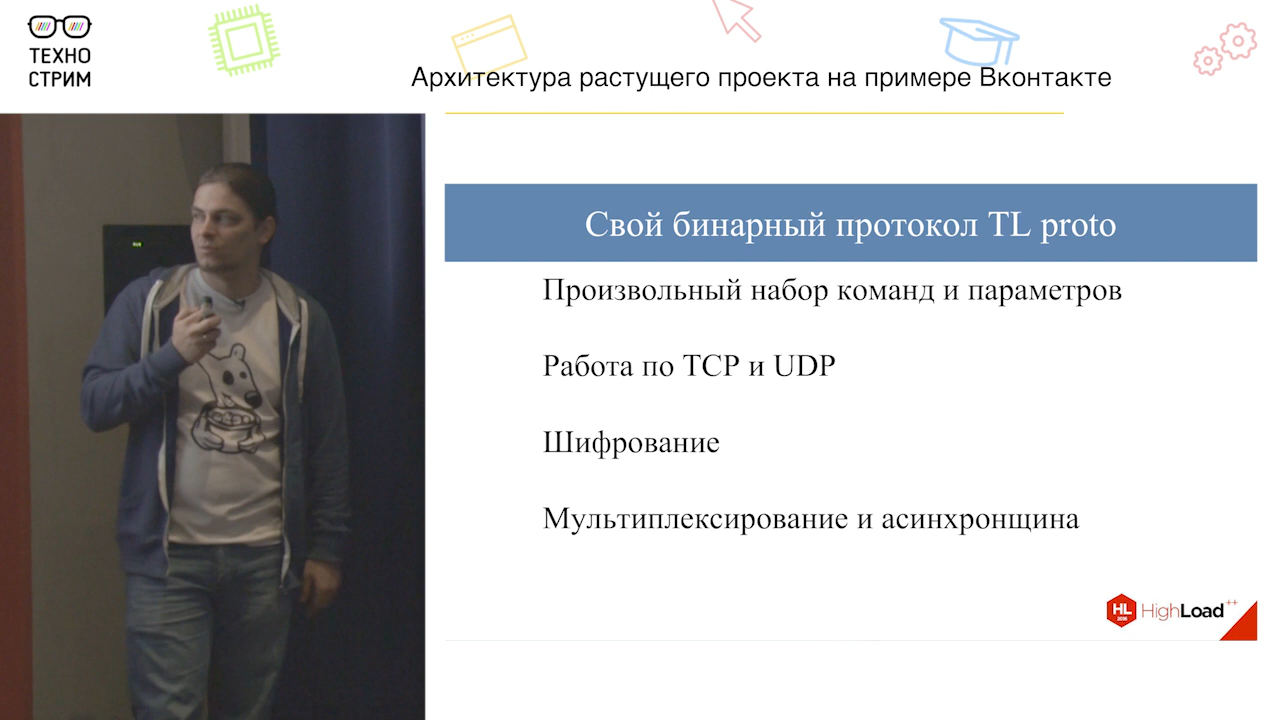 ТЕХНО
СТРИМ
Архитектура растущего проекта на примере Вконтакте
Свой бинарный протокол TL proto
Произвольный набор команд и параметров
Работа по TCP и UDP
Шифрование
Мультиплексирование и асинхронщина
HL
2016
HighLoad++